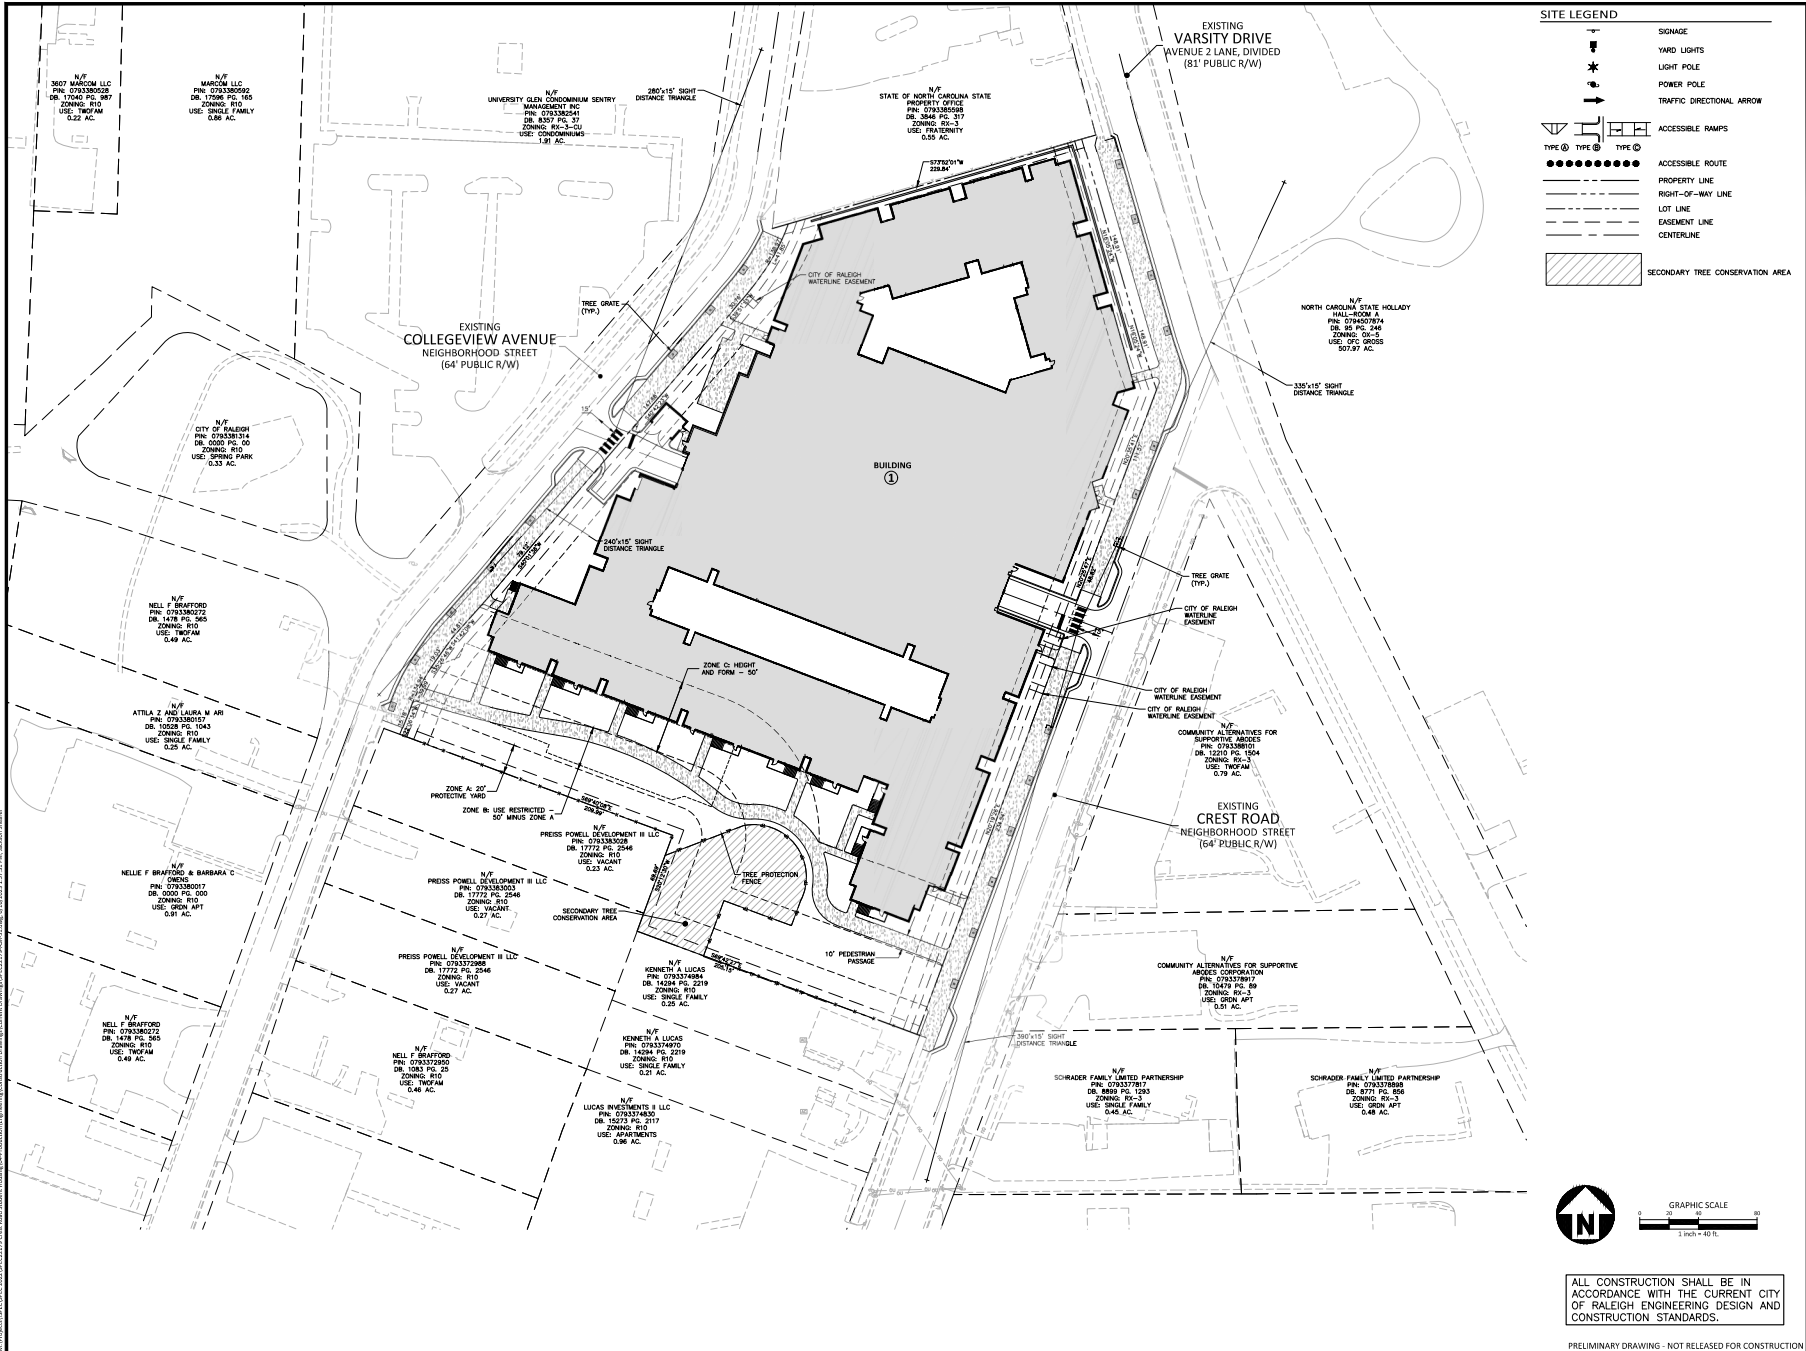 EXISTING
VARSITY DRIVE
AVENUE 2 LANE, DIVIDED
(81' PUBLIC R/W)
SITE LEGEND
SIGNAGE
YARD LIGHTS
LIGHT POLE
POWER POLE
TRAFFIC DIRECTIONAL ARROW
ACCESSIBLE RAMPS
TYPE Ⓐ TYPE Ⓑ TYPE Ⓒ
ACCESSIBLE ROUTE
PROPERTY LINE
RIGHT-OF-WAY LINE
LOT LINE
EASEMENT LINE
CENTERLINE
SECONDARY TREE CONSERVATION AREA
N/F
3607 MARCOM LLC
PIN: 0793380528
DB. 17040 PG. 987
ZONING: R10
USE: TWOFAM
0.22 AC.
N/F
MARCOM LLC
PIN: 0793380592
DB. 17596 PG. 165
ZONING: R10
USE: SINGLE FAMILY
0.86 AC.
N/F
UNIVERSITY GLEN CONDOMINIUM SENTRY
MANAGEMENT INC
PIN: 0793382541
DB. 8357 PG. 37
ZONING: RX-3-CU
USE: CONDOMINIUMS
1.91 AC.
280'x15' SIGHT
DISTANCE TRIANGLE
N/F
STATE OF NORTH CAROLINA STATE
PROPERTY OFFICE
PIN: 0793385598
DB. 3846 PG. 317
ZONING: RX-3
USE: FRATERNITY
0.55 AC.
S73°52'01"W
229.84'
CITY OF RALEIGH
WATERLINE EASEMENT
TREE GRATE
(TYP.)
EXISTING
COLLEGEVIEW AVENUE
NEIGHBORHOOD STREET
(64' PUBLIC R/W)
N/F
NORTH CAROLINA STATE HOLLADY
HALL-ROOM A
PIN: 0794507874
DB. 95 PG. 246
ZONING: OX-5
USE: OFC GROSS
507.97 AC.
335'x15' SIGHT
DISTANCE TRIANGLE
15'
N/F
CITY OF RALEIGH
PIN: 0793381314
DB. 0000 PG. 00
ZONING: R10
USE: SPRING PARK
0.33 AC.
BUILDING
①
240'x15' SIGHT
DISTANCE TRIANGLE
TREE GRATE
(TYP.)
CITY OF RALEIGH
WATERLINE
EASEMENT
N/F
NELL F BRAFFORD
PIN: 0793380272
DB. 1478 PG. 565
ZONING: R10
USE: TWOFAM
0.49 AC.
ZONE C: HEIGHT
AND FORM - 50'
CITY OF RALEIGH
WATERLINE EASEMENT
CITY OF RALEIGH
WATERLINE EASEMENT
N/F
ATTILA Z AND LAURA M ARI
PIN: 0793380157
DB. 10528 PG. 1043
ZONING: R10
USE: SINGLE FAMILY
0.25 AC.
N/F
COMMUNITY ALTERNATIVES FOR
SUPPORTIVE ABODES
PIN: 0793388101
DB. 12210 PG. 1504
ZONING: RX-3
USE: TWOFAM
0.79 AC.
ZONE A: 20'
PROTECTIVE YARD
ZONE B: USE RESTRICTED -
50' MINUS ZONE A
EXISTING
CREST ROAD
NEIGHBORHOOD STREET
(64' PUBLIC R/W)
N/F
PREISS POWELL DEVELOPMENT III LLC
PIN: 0793383028
DB. 17772 PG. 2546
ZONING: R10
USE: VACANT
0.23 AC.
N/F
NELLIE F BRAFFORD & BARBARA C
OWENS
PIN: 0793380017
DB. 0000 PG. 000
ZONING: R10
USE: GRDN APT
0.91 AC.
N/F
PREISS POWELL DEVELOPMENT III LLC
PIN: 0793383003
DB. 17772 PG. 2546
ZONING: R10
USE: VACANT
0.27 AC.
TREE PROTECTION
FENCE
SECONDARY TREE
CONSERVATION AREA
10' PEDESTRIAN
PASSAGE
N/F
PREISS POWELL DEVELOPMENT III LLC
PIN: 0793372988
DB. 17772 PG. 2546
ZONING: R10
USE: VACANT
0.27 AC.
N/F
KENNETH A LUCAS
PIN: 0793374984
DB. 14294 PG. 2219
ZONING: R10
USE: SINGLE FAMILY
0.25 AC.
N/F
COMMUNITY ALTERNATIVES FOR SUPPORTIVE
ABODES CORPORATION
PIN: 0793378917
DB. 10479 PG. 89
ZONING: RX-3
USE: GRDN APT
0.51 AC.
N/F
NELL F BRAFFORD
PIN: 0793380272
DB. 1478 PG. 565
ZONING: R10
USE: TWOFAM
0.49 AC.
N/F
NELL F BRAFFORD
PIN: 0793372950
DB. 1083 PG. 25
ZONING: R10
USE: TWOFAM
0.46 AC.
N/F
KENNETH A LUCAS
PIN: 0793374970
DB. 14294 PG. 2219
ZONING: R10
USE: SINGLE FAMILY
0.21 AC.
390'x15' SIGHT
DISTANCE TRIANGLE
N/F
SCHRADER FAMILY LIMITED PARTNERSHIP
PIN: 0793377817
DB. 8899 PG. 1293
ZONING: RX-3
USE: SINGLE FAMILY
0.45 AC.
N/F
SCHRADER FAMILY LIMITED PARTNERSHIP
PIN: 0793378898
DB. 8771 PG. 856
ZONING: RX-3
USE: GRDN APT
0.48 AC.
N/F
LUCAS INVESTMENTS II LLC
PIN: 0793374830
DB. 15273 PG. 2117
ZONING: R10
USE: APARTMENTS
0.96 AC.
N
GRAPHIC SCALE
0 20 40 80
1 inch = 40 ft.
ALL CONSTRUCTION SHALL BE IN
ACCORDANCE WITH THE CURRENT CITY
OF RALEIGH ENGINEERING DESIGN AND
CONSTRUCTION STANDARDS.
PRELIMINARY DRAWING - NOT RELEASED FOR CONSTRUCTION